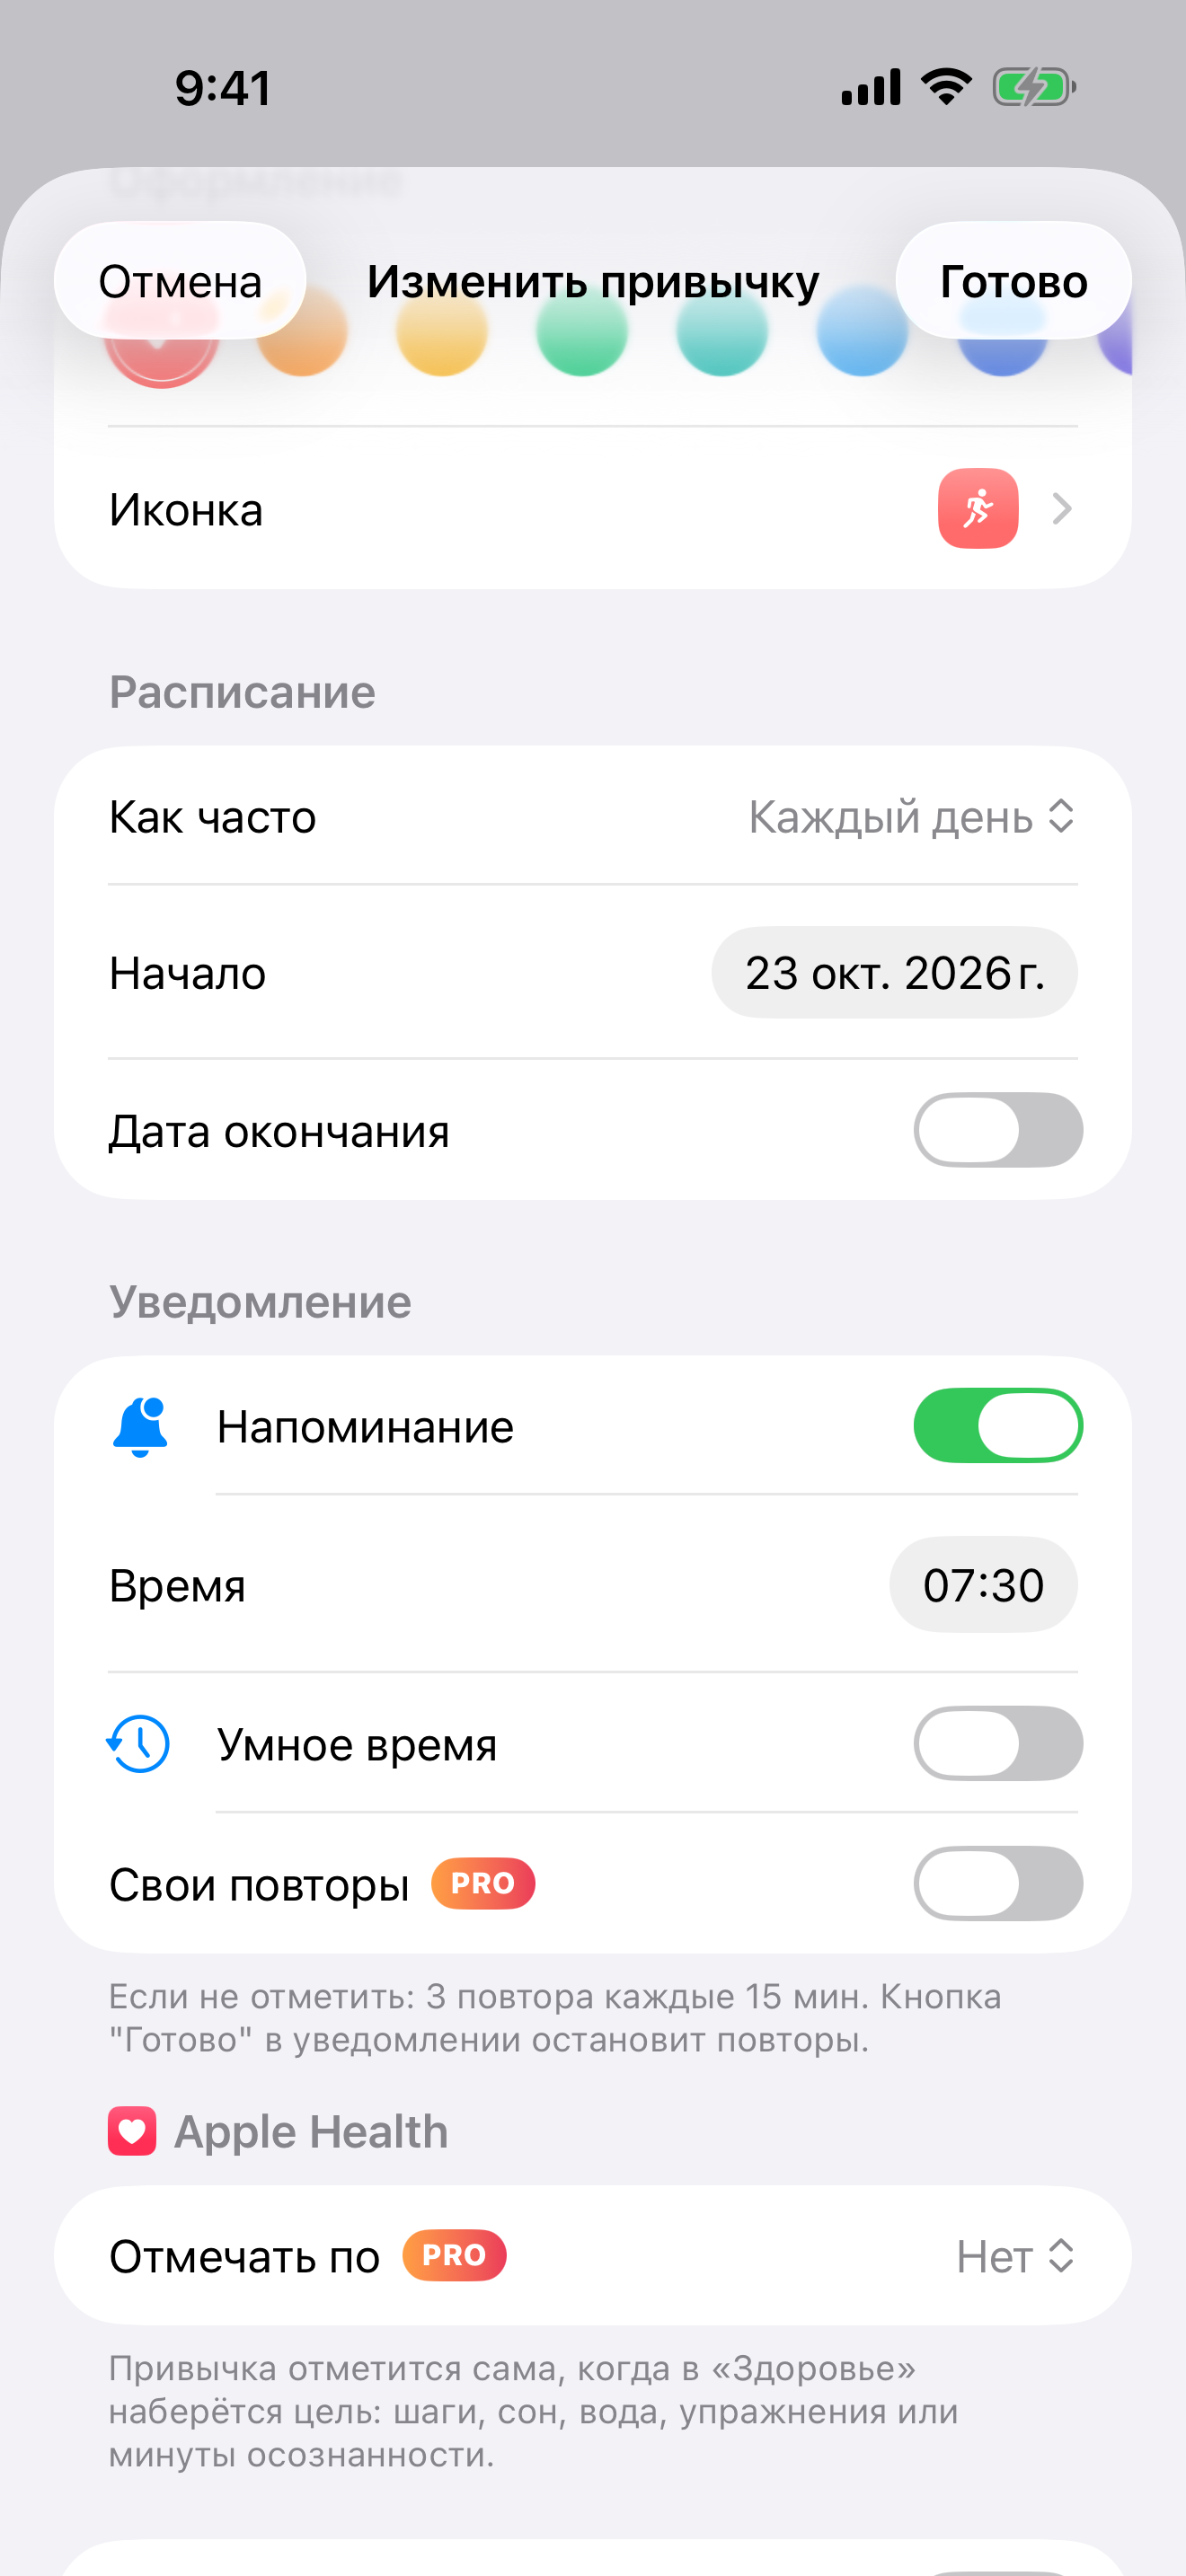 9:41
Оформление
Отмена
Изменить привычку
Готово
Иконка
Расписание
Как часто
Каждый день
Начало
23 окт. 2026 г.
Дата окончания
Уведомление
Напоминание
Время
07:30
Умное время
Свои повторы PRO
Если не отметить: 3 повтора каждые 15 мин. Кнопка
"Готово" в уведомлении остановит повторы.
Apple Health
Отмечать по PRO
Нет
Привычка отметится сама, когда в «Здоровье»
наберётся цель: шаги, сон, вода, упражнения или
минуты осознанности.